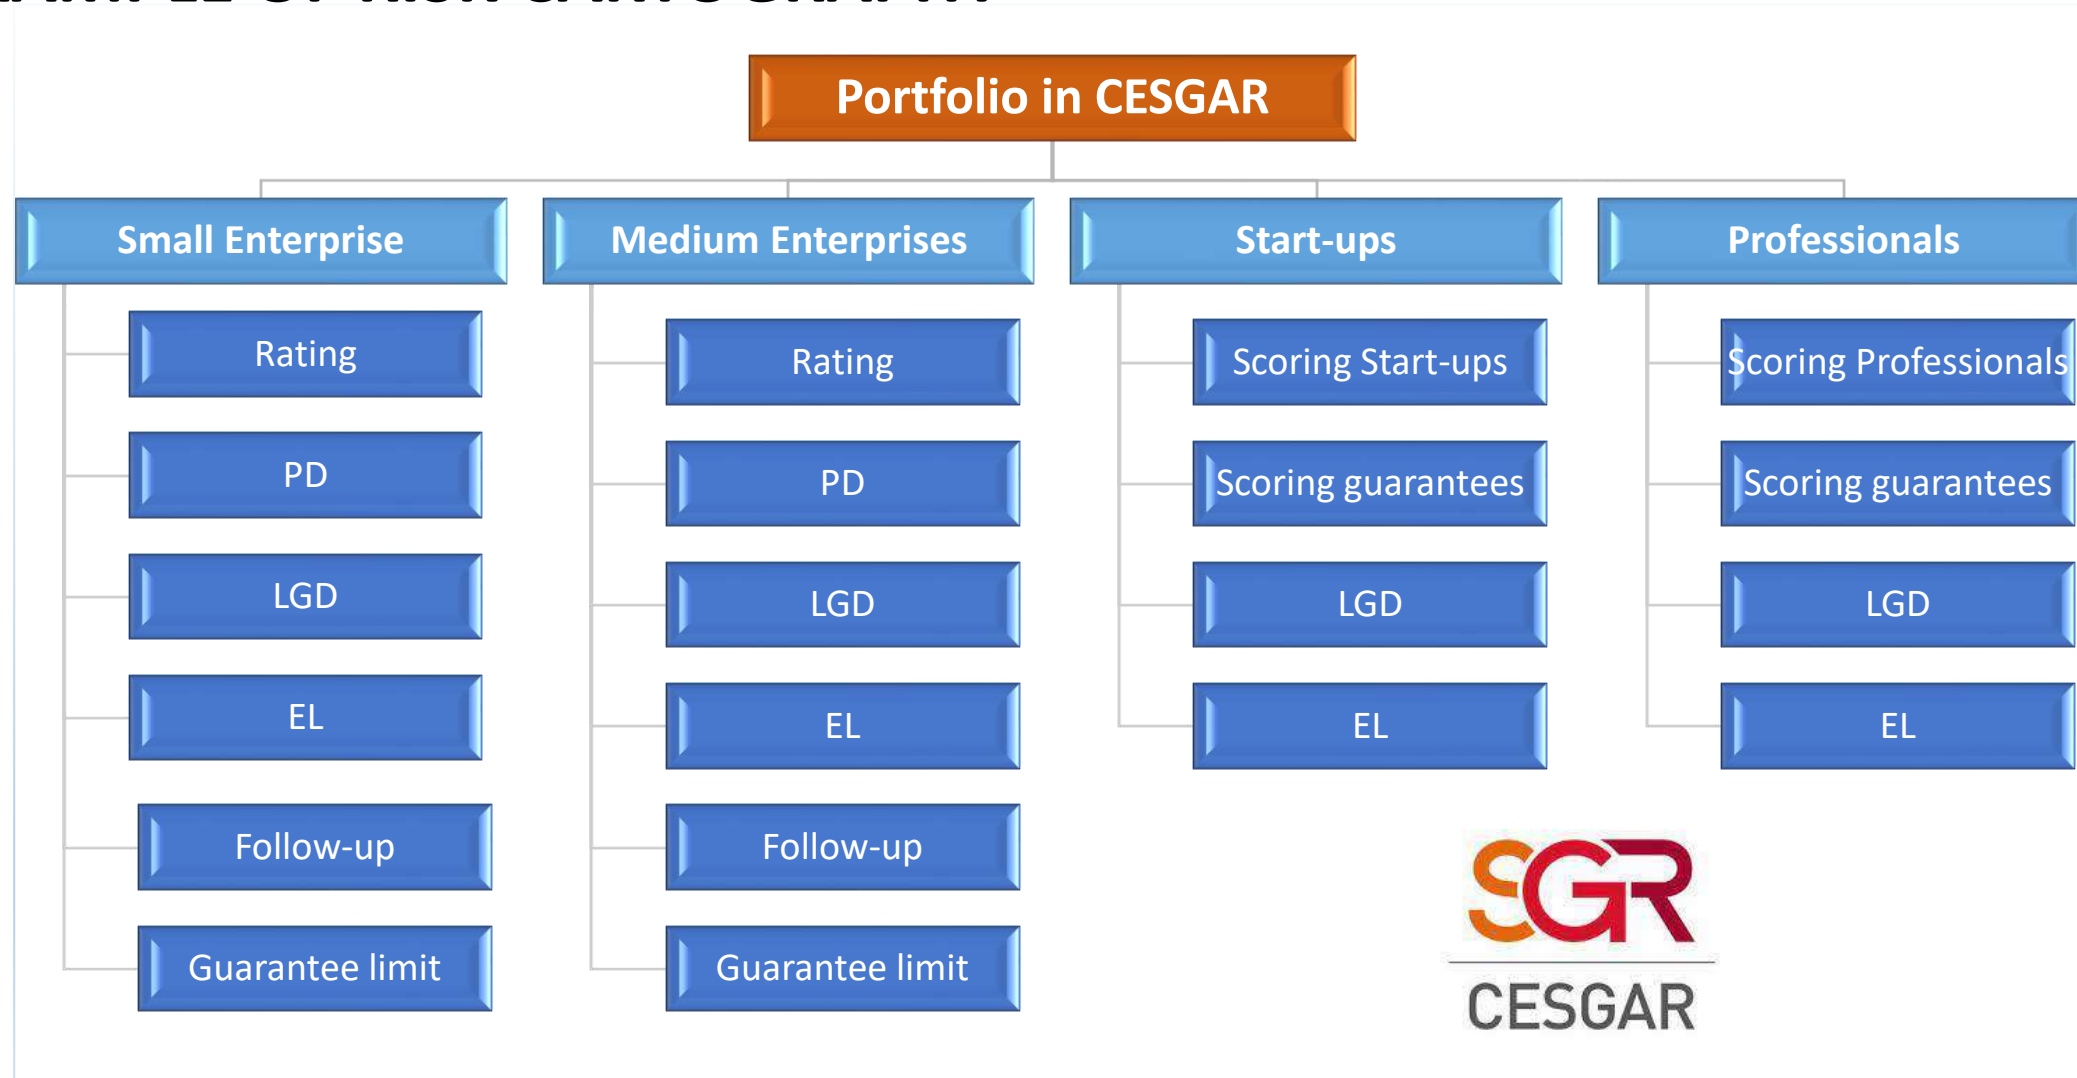 Portfolio in CESGAR
Small Enterprise
Rating
PD
LGD
EL
Follow-up
Guarantee limit
Medium Enterprises
Rating
PD
LGD
EL
Follow-up
Guarantee limit
Start-ups
Scoring Start-ups
Scoring guarantees
LGD
EL
Professionals
Scoring Professionals
Scoring guarantees
LGD
EL
SGR
CESGAR